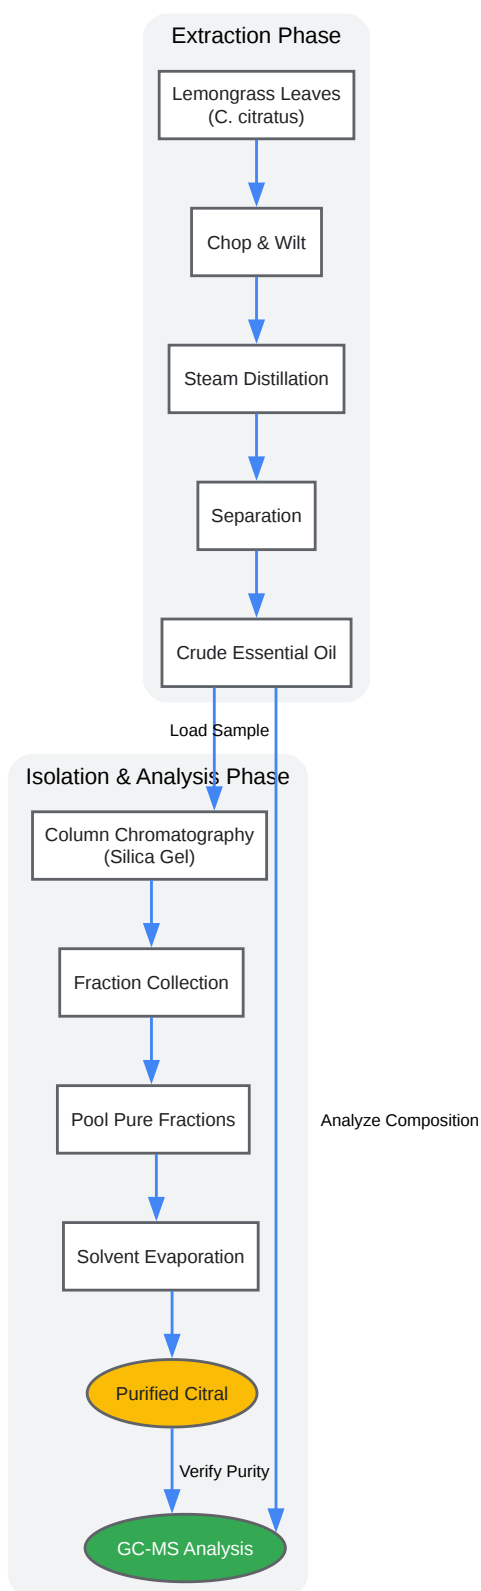 Extraction Phase
Lemongrass Leaves
(C. citratus)
Chop & Wilt
Steam Distillation
Separation
Crude Essential Oil
Load Sample
Isolation & Analysis Phase
Column Chromatography
(Silica Gel)
Fraction Collection
Pool Pure Fractions
Analyze Composition
Solvent Evaporation
Purified Citral
Verify Purity
GC-MS Analysis